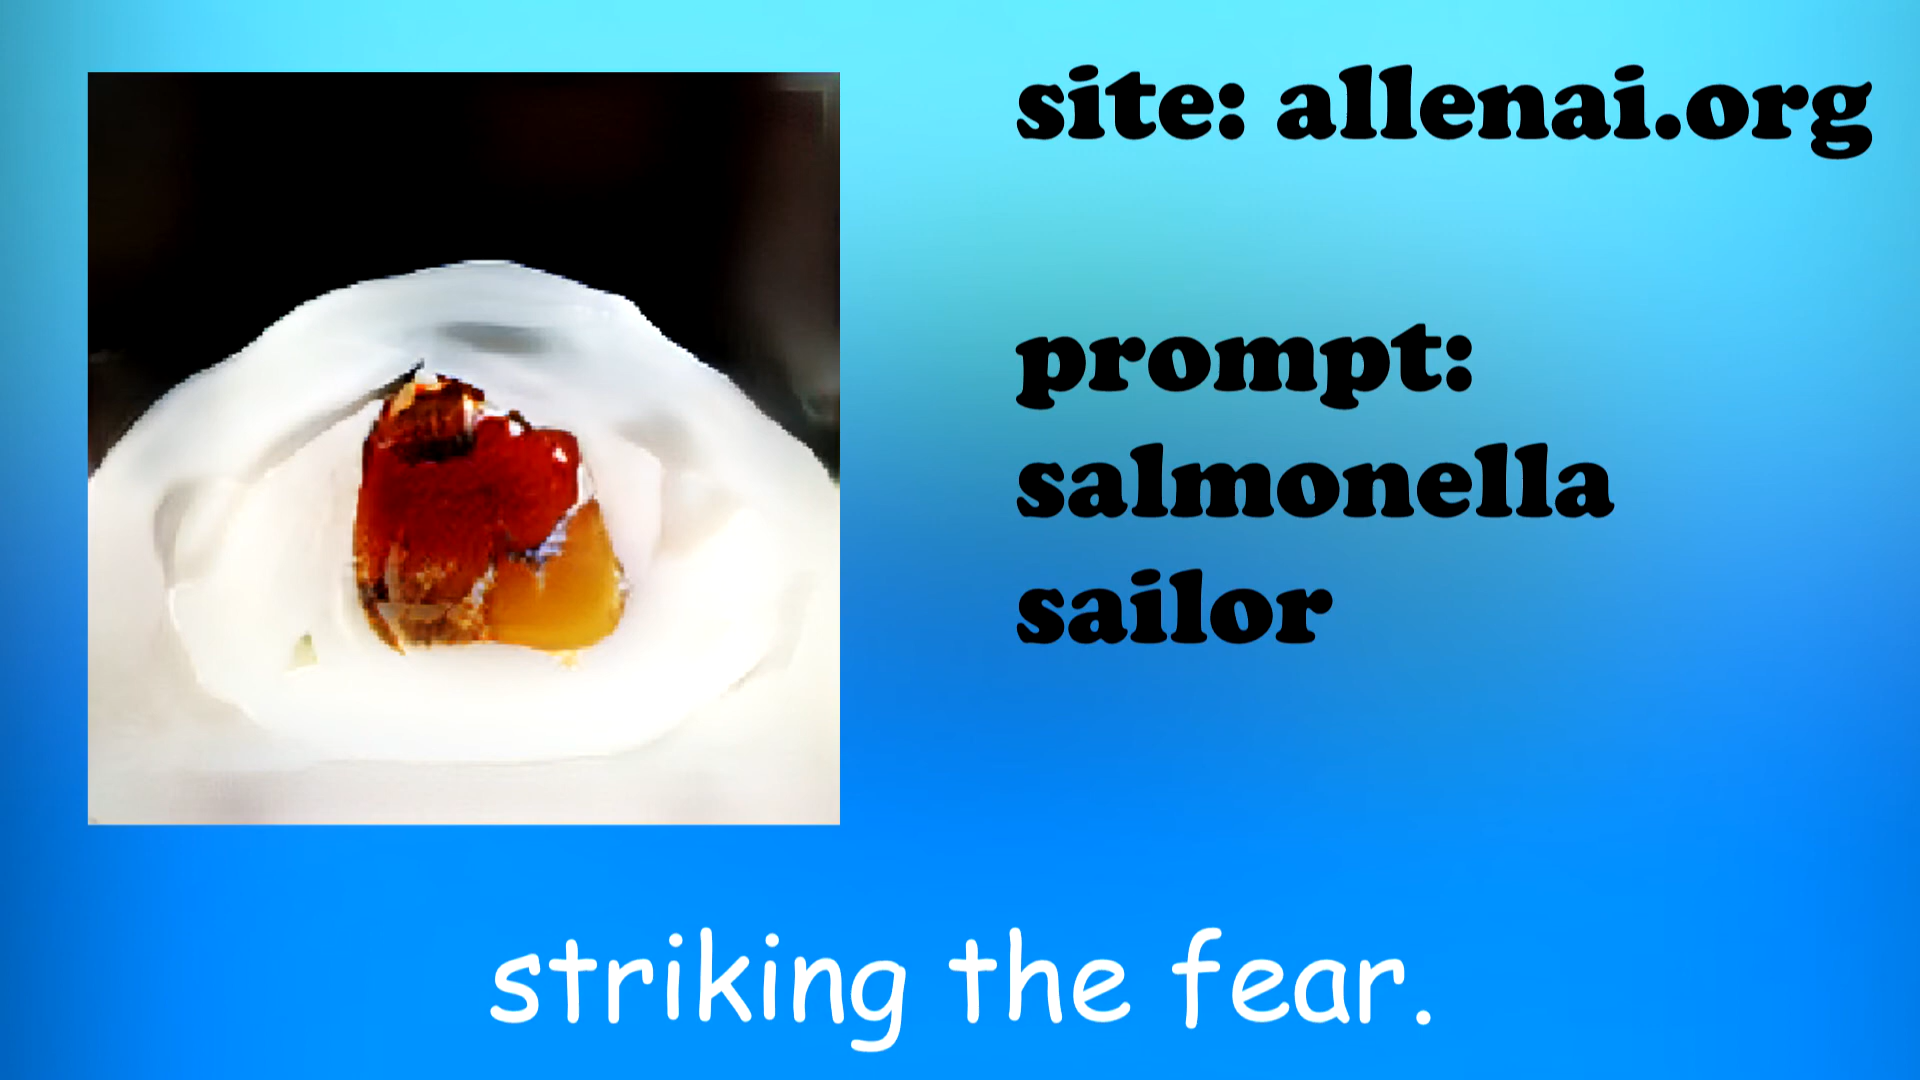 site: allenai.org
prompt:
salmonella
sailor
striking the fear.